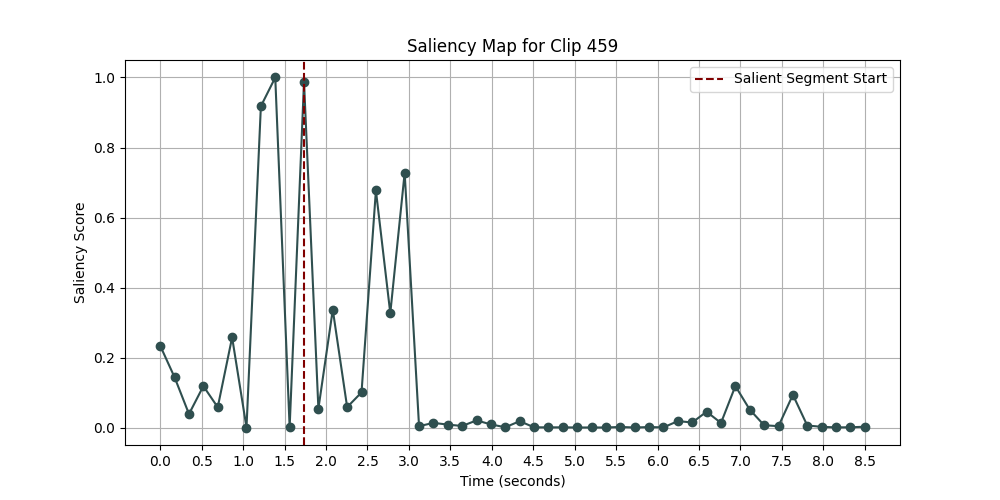 Saliency Map for Clip 459
Salient Segment Start
Saliency Score
1.0
0.8
0.6
0.4
0.2
0.0
0.0 0.5 1.0 1.5 2.0 2.5 3.0 3.5 4.0 4.5 5.0 5.5 6.0 6.5 7.0 7.5 8.0 8.5
Time (seconds)